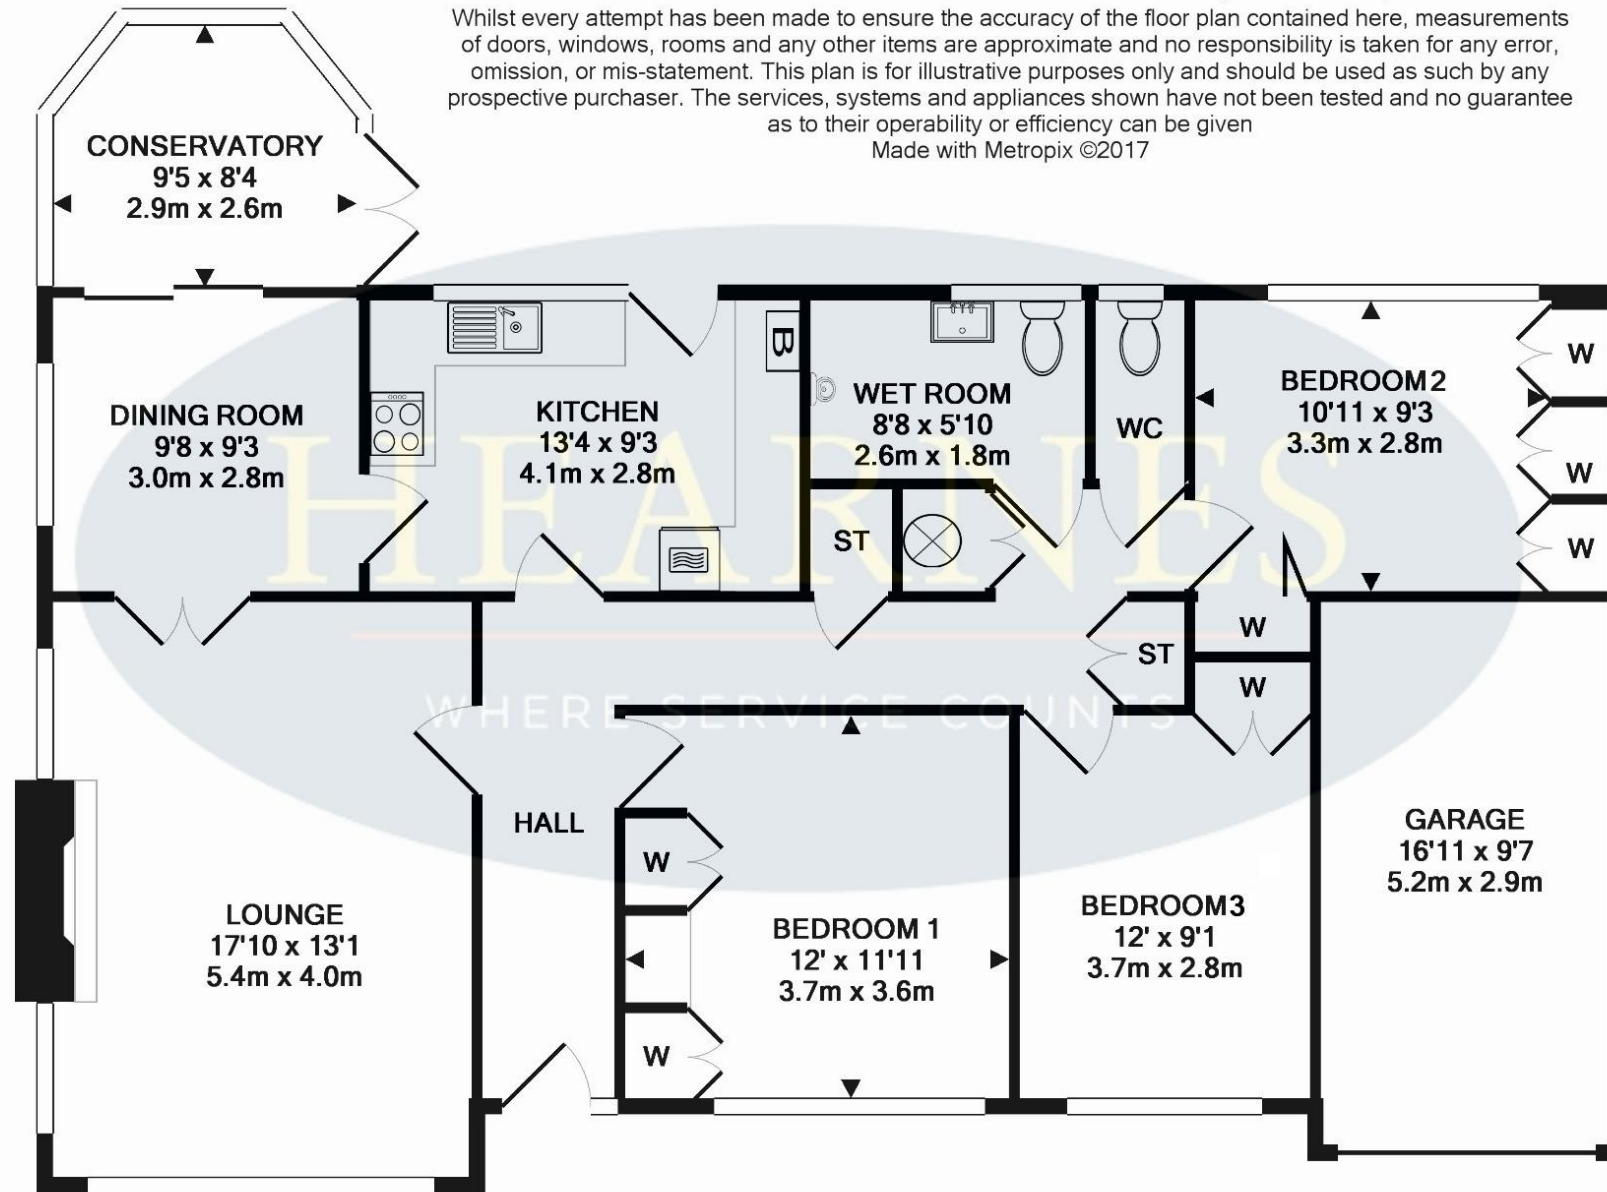 Whilst every attempt has been made to ensure the accuracy of the floor plan contained here, measurements
of doors, windows, rooms and any other items are approximate and no responsibility is taken for any error,
omission, or mis-statement. This plan is for illustrative purposes only and should be used as such by any
prospective purchaser. The services, systems and appliances shown have not been tested and no guarantee
as to their operability or efficiency can be given
Made with Metropix ©2017
CONSERVATORY
9'5 x 8'4
2.9m x 2.6m
DINING ROOM
9'8 x 9'3
3.0m x 2.8m
KITCHEN
13'4 x 9'3
4.1m x 2.8m
B
WET ROOM
8'8 x 5'10
2.6m x 1.8m
WC
BEDROOM 2
10'11 x 9'3
3.3m x 2.8m
W
W
W
HEARNES
ST
W
ST
W
WHERE SERVICE COUNTS
HALL
LOUNGE
17'10 x 13'1
5.4m x 4.0m
W
W
BEDROOM 1
12' x 11'11
3.7m x 3.6m
BEDROOM 3
12' x 9'1
3.7m x 2.8m
GARAGE
16'11 x 9'7
5.2m x 2.9m